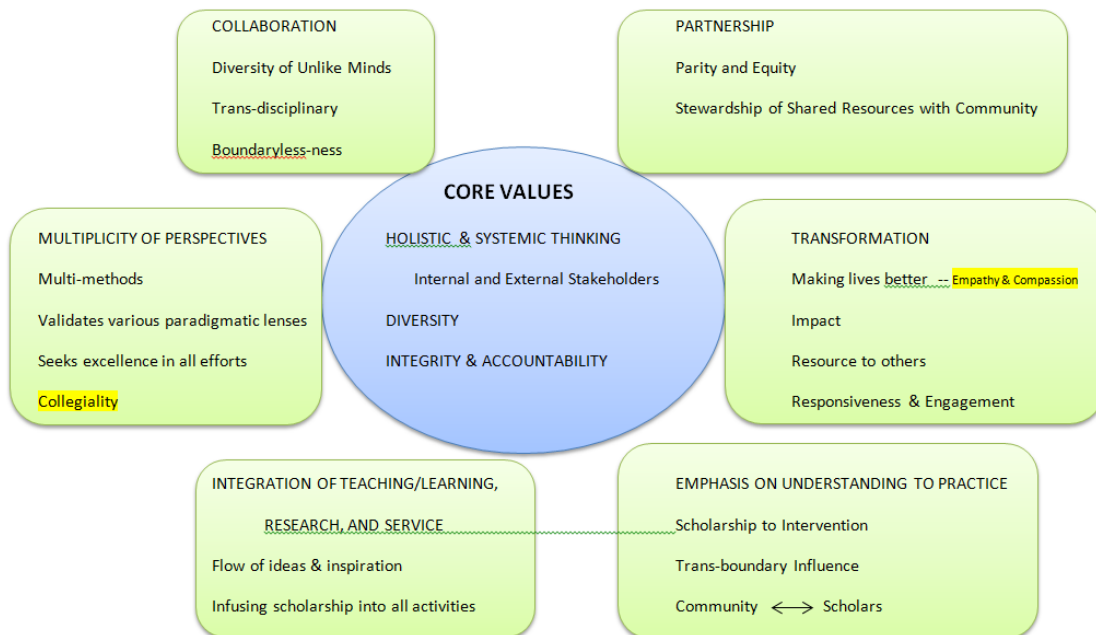 COLLABORATION
Diversity of Unlike Minds
Trans-disciplinary
Boundaryless-ness
PARTNERSHIP
Parity and Equity
Stewardship of Shared Resources with Community
CORE VALUES
HOLISTIC & SYSTEMIC THINKING
Internal and External Stakeholders
DIVERSITY
INTEGRITY & ACCOUNTABILITY
MULTIPLICITY OF PERSPECTIVES
Multi-methods
Validates various paradigmatic lenses
Seeks excellence in all efforts
Collegiality
TRANSFORMATION
Making lives better -- Empathy & Compassion
Impact
Resource to others
Responsiveness & Engagement
INTEGRATION OF TEACHING/LEARNING,
RESEARCH, AND SERVICE
Flow of ideas & inspiration
Infusing scholarship into all activities
EMPHASIS ON UNDERSTANDING TO PRACTICE
Scholarship to Intervention
Trans-boundary Influence
Community ↔ Scholars